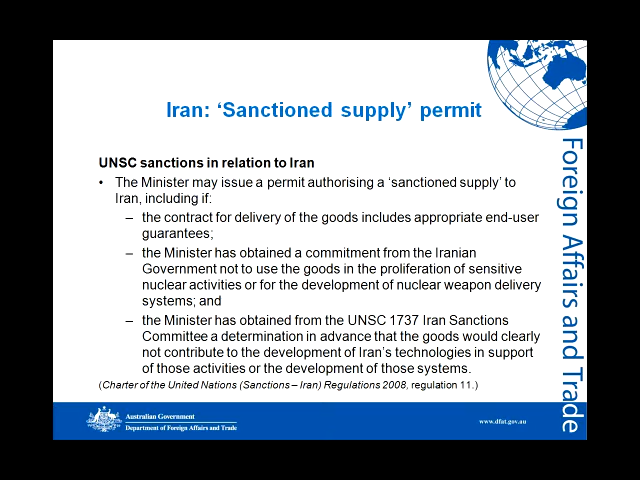 Iran: ‘Sanctioned supply’ permit
UNSC sanctions in relation to Iran
• The Minister may issue a permit authorising a ‘sanctioned supply’ to
Iran, including if:
– the contract for delivery of the goods includes appropriate end-user
guarantees;
– the Minister has obtained a commitment from the Iranian
Government not to use the goods in the proliferation of sensitive
nuclear activities or for the development of nuclear weapon delivery
systems; and
– the Minister has obtained from the UNSC 1737 Iran Sanctions
Committee a determination in advance that the goods would clearly
not contribute to the development of Iran’s technologies in support
of those activities or the development of those systems.
(Charter of the United Nations (Sanctions – Iran) Regulations 2008, regulation 11.)
Foreign Affairs and Trade
Australian Government
Department of Foreign Affairs and Trade
www.dfat.gov.au